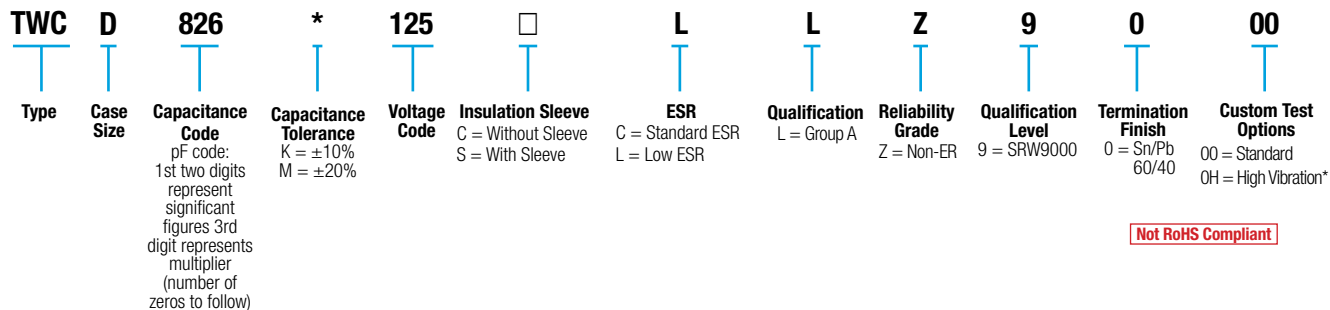 TWC D 826 * 125 □ L L Z 9 0 00
Type
Case
Size
Capacitance
Code
pF code:
1st two digits
represent
significant
figures 3rd
digit represents
multiplier
(number of
zeros to follow)
Capacitance
Tolerance
K = ±10%
M = ±20%
Voltage
Code
Insulation Sleeve
C = Without Sleeve
S = With Sleeve
ESR
C = Standard ESR
L = Low ESR
Qualification
L = Group A
Reliability
Grade
Z = Non-ER
Qualification
Level
9 = SRW9000
Termination
Finish
0 = Sn/Pb
60/40
Custom Test
Options
00 = Standard
0H = High Vibration*
Not RoHS Compliant